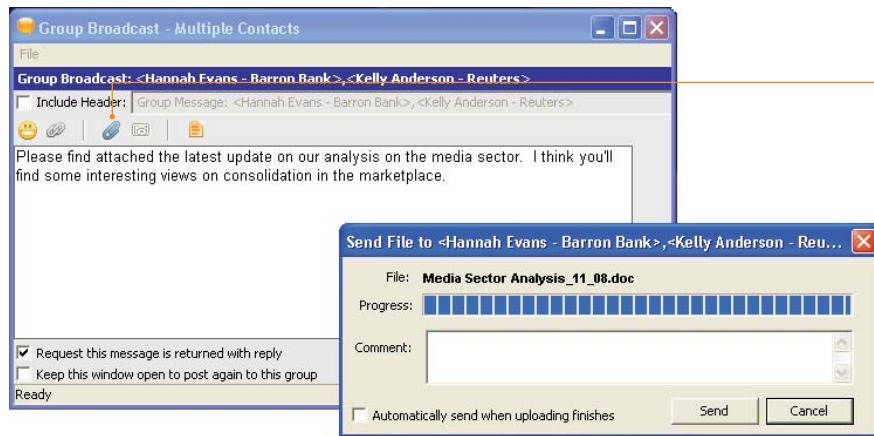 Group Broadcast - Multiple Contacts
File
Group Broadcast: <Hannah Evans - Barron Bank>,<Kelly Anderson - Reuters>
Include Header: Group Message: <Hannah Evans - Barron Bank>, <Kelly Anderson - Reuters>
Please find attached the latest update on our analysis on the media sector. I think you'll
find some interesting views on consolidation in the marketplace.
Request this message is returned with reply
Keep this window open to post again to this group
Ready
Send File to <Hannah Evans - Barron Bank>,<Kelly Anderson - Reu...
File: Media Sector Analysis_11_08.doc
Progress:
Comment:
Automatically send when uploading finishes
Send
Cancel